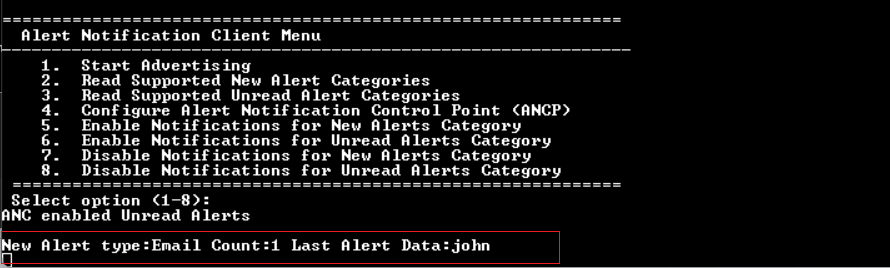 ==============================================================
Alert Notification Client Menu
---------------------------------------------------------------
1. Start Advertising
2. Read Supported New Alert Categories
3. Read Supported Unread Alert Categories
4. Configure Alert Notification Control Point (ANCP)
5. Enable Notifications for New Alerts Category
6. Enable Notifications for Unread Alerts Category
7. Disable Notifications for New Alerts Category
8. Disable Notifications for Unread Alerts Category
=============================================================
Select option (1-8):
ANC enabled Unread Alerts
New Alert type:Email Count:1 Last Alert Data:john